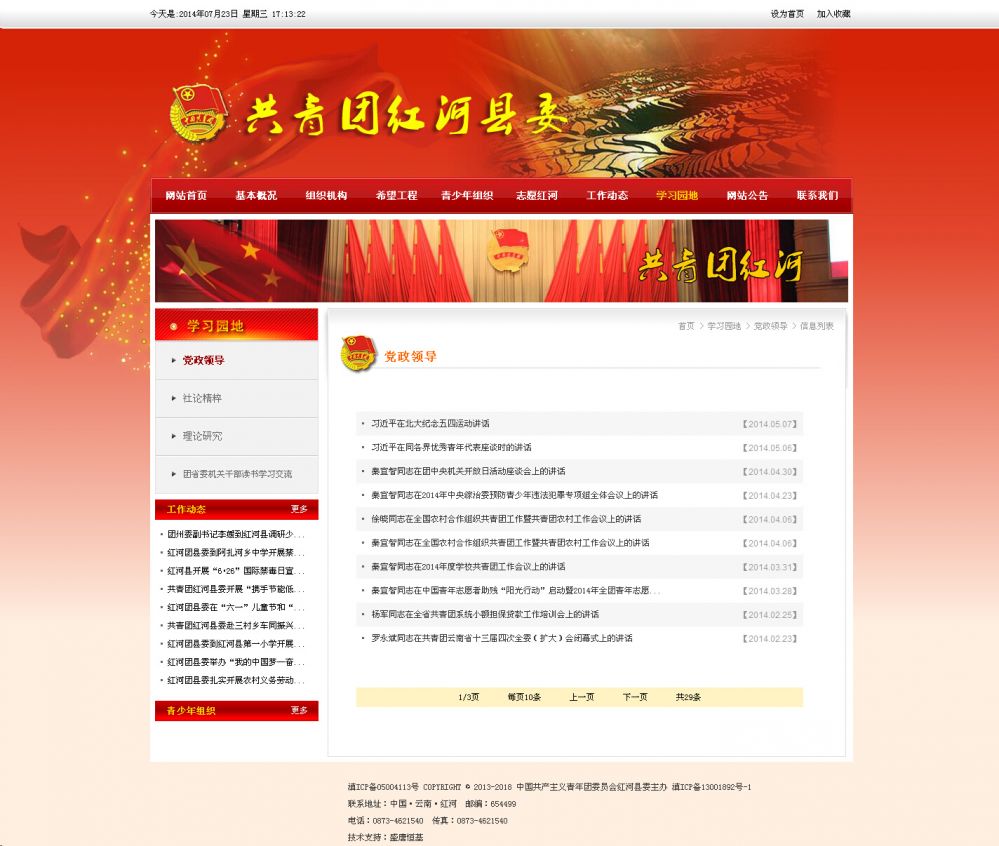 今天是:2014年07月23日 星期三 17:13:22
设为首页 加入收藏
共青团红河县委
网站首页 基本概况 组织机构 希望工程 青少年组织 志愿红河 工作动态 学习园地 网站公告 联系我们
共青团红河
学习园地
党政领导
社论精粹
理论研究
团省委机关干部读书学习交流
工作动态 更多
团州委副书记李媛到红河县调研少...
红河团县委到阿扎河乡中学开展禁...
红河县开展“6·26”国际禁毒日宣...
共青团红河县委开展“携手节能低...
红河团县委在“六一”儿童节和“...
共青团红河县委赴三村乡车同振兴...
红河团县委到红河县第一小学开展...
红河团县委举办“我的中国梦—奋...
红河团县委扎实开展农村义务劳动...
青少年组织 更多
首页 > 学习园地 > 党政领导 > 信息列表
党政领导
习近平在北大纪念五四运动讲话 【2014.05.07】
习近平在同各界优秀青年代表座谈时的讲话 【2014.05.06】
秦宜智同志在团中央机关开放日活动座谈会上的讲话 【2014.04.30】
秦宜智同志在2014年中央综治委预防青少年违法犯罪专项组全体会议上的讲话 【2014.04.23】
徐晓同志在全国农村合作组织共青团工作暨共青团农村工作会议上的讲话 【2014.04.06】
秦宜智同志在全国农村合作组织共青团工作暨共青团农村工作会议上的讲话 【2014.04.06】
秦宜智同志在2014年度学校共青团工作会议上的讲话 【2014.03.31】
秦宜智同志在中国青年志愿者助残“阳光行动”启动暨2014年全团青年志愿... 【2014.03.28】
杨军同志在全省共青团系统小额担保贷款工作培训会上的讲话 【2014.02.25】
罗永斌同志在共青团云南省十三届四次全委（扩大）会闭幕式上的讲话 【2014.02.23】
1/3页 每页10条 上一页 下一页 共29条
滇ICP备05004113号 COPYRIGHT © 2013-2018 中国共产主义青年团委员会红河县委主办 滇ICP备13001892号-1
联系地址：中国·云南·红河 邮编：654499
电话：0873-4621540 传真：0873-4621540
技术支持：盛唐恒基